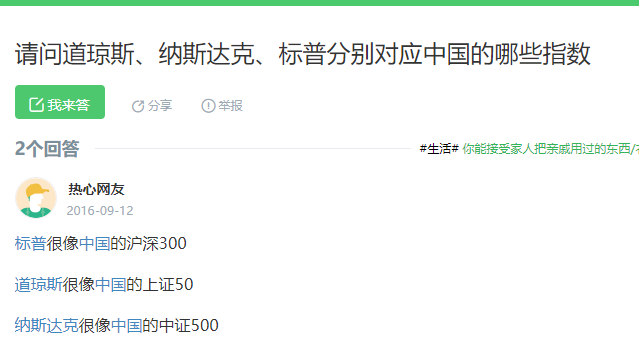 请问道琼斯、纳斯达克、标普分别对应中国的哪些指数
我来答 分享 举报
2个回答 #生活# 你能接受家人把亲戚用过的东西/
热心网友
2016-09-12
标普很像中国的沪深300
道琼斯很像中国的上证50
纳斯达克很像中国的中证500